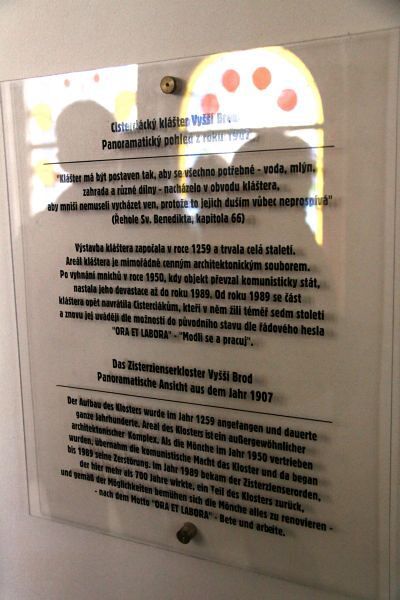 Cisterciácký klášter Vyšší Brod
Panoramatický pohled z roku 1907
"Klášter má být postaven tak, aby se všechno potřebné - voda, mlýn,
zahrada a různé dílny - nacházelo v obvodu kláštera,
aby mniši nemuseli vycházet ven, protože to jejich duším vůbec neprospívá"
(Řehole Sv. Benedikta, kapitola 66)
Výstavba kláštera započala v roce 1259 a trvala celá staletí.
Areál kláštera je mimořádně cenným architektonickým souborem.
Po vyhnání mnichů v roce 1950, kdy objekt převzal komunistický stát,
nastala jeho devastace až do roku 1989. Od roku 1989 se část
kláštera opět navrátila Cisterciákům, kteří v něm žili téměř sedm století
a znovu jej uvádějí dle možností do původního stavu dle řádového hesla
"ORA ET LABORA" - "Modli se a pracuj".
Das Zisterzienserkloster Vyšší Brod
Panoramatische Ansicht aus dem Jahr 1907
Der Aufbau des Klosters wurde im Jahr 1259 angefangen und dauerte
ganze Jahrhunderte. Areal des Klosters ist ein außergewöhnlicher
architektonischer Komplex. Als die Mönche im Jahr 1950 vertrieben
wurden, übernahm die komunistische Macht das Kloster und da began
bis 1989 seine Zerstörung. Im Jahr 1989 bekam der Zisterzienserorden,
der hier mehr als 700 Jahre wirkte, ein Teil des Klosters zurück,
und gemäß der Möglichkeiten bemühen sich die Mönche alles zu renovieren -
- nach dem Motto "ORA ET LABORA" - Bete und arbeite.